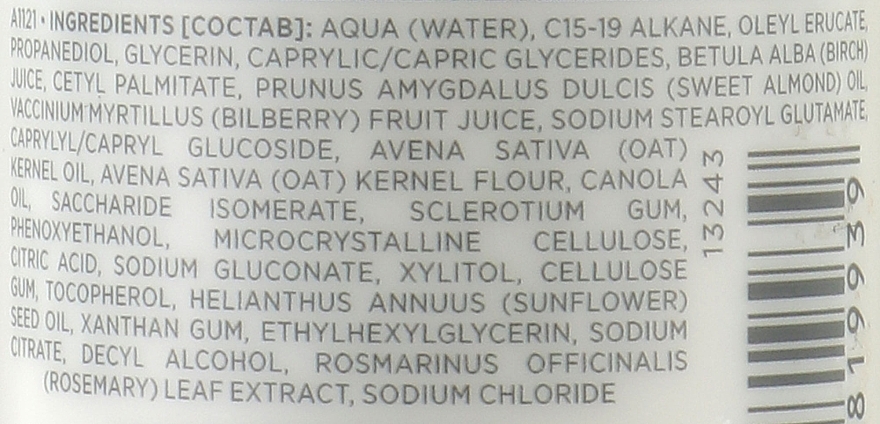 A1121 • INGREDIENTS [СОСТАВ]: AQUA (WATER), C15-19 ALKANE, OLEYL ERUCATE,
PROPANEDIOL, GLYCERIN, CAPRYLIC/CAPRIC GLYCERIDES, BETULA ALBA (BIRCH)
JUICE, CETYL PALMITATE, PRUNUS AMYGDALUS DULCIS (SWEET ALMOND) OIL,
VACCINIUM MYRTILLUS (BILBERRY) FRUIT JUICE, SODIUM STEAROYL GLUTAMATE,
CAPRYLYL/CAPRYL GLUCOSIDE, AVENA SATIVA (OAT)
KERNEL OIL, AVENA SATIVA (OAT) KERNEL FLOUR, CANOLA
OIL, SACCHARIDE ISOMERATE, SCLEROTIUM GUM,
PHENOXYETHANOL, MICROCRYSTALLINE CELLULOSE,
CITRIC ACID, SODIUM GLUCONATE, XYLITOL, CELLULOSE
GUM, TOCOPHEROL, HELIANTHUS ANNUUS (SUNFLOWER)
SEED OIL, XANTHAN GUM, ETHYLHEXYLGLYCERIN, SODIUM
CITRATE, DECYL ALCOHOL, ROSMARINUS OFFICINALIS
(ROSEMARY) LEAF EXTRACT, SODIUM CHLORIDE
13243
819939